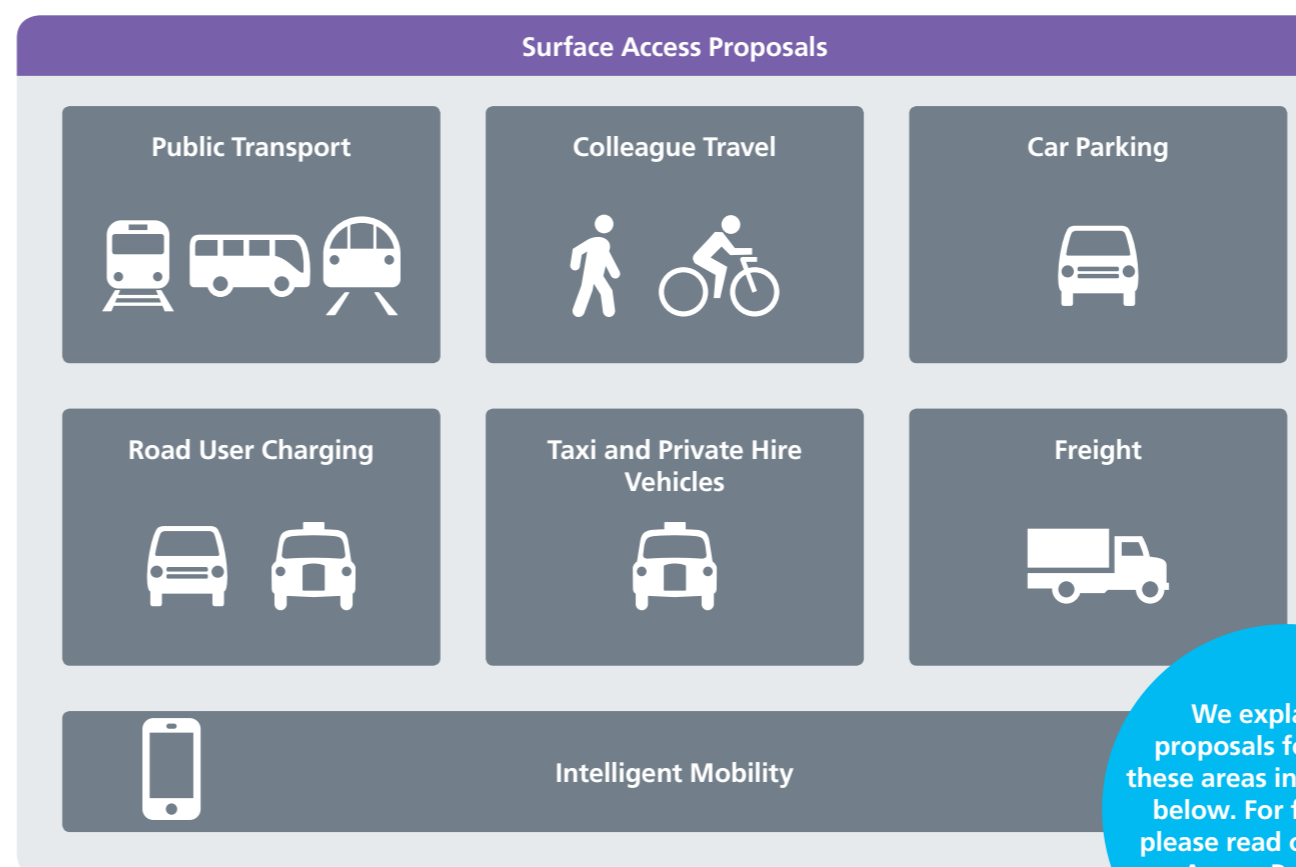 Surface Access Proposals
Public Transport
Colleague Travel
Car Parking
Road User Charging
Taxi and Private Hire
Vehicles
Freight
Intelligent Mobility
We
proposals
these areas in
below. For
please read